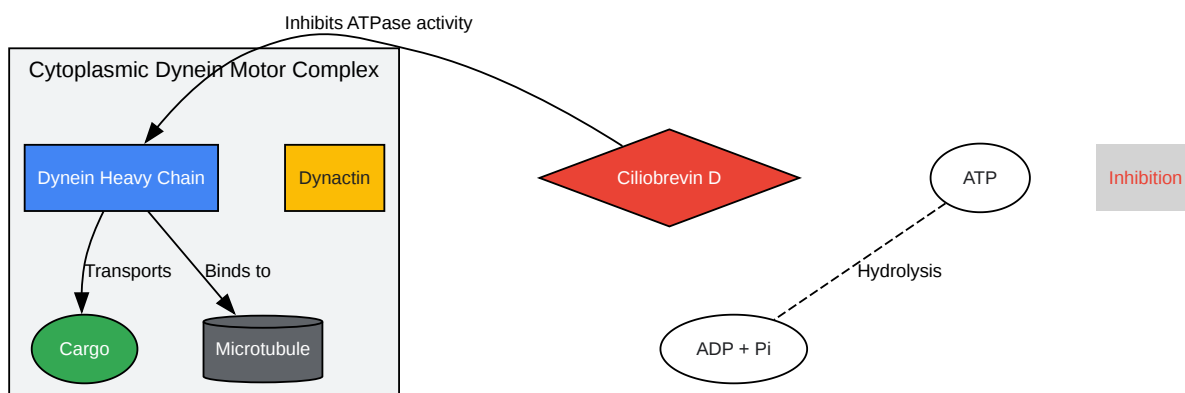 Inhibits ATPase activity
Cytoplasmic Dynein Motor Complex
Dynein Heavy Chain
Dynactin
Ciliobrevin D
ATP
Inhibition
Transports
Binds to
Hydrolysis
Cargo
Microtubule
ADP + Pi